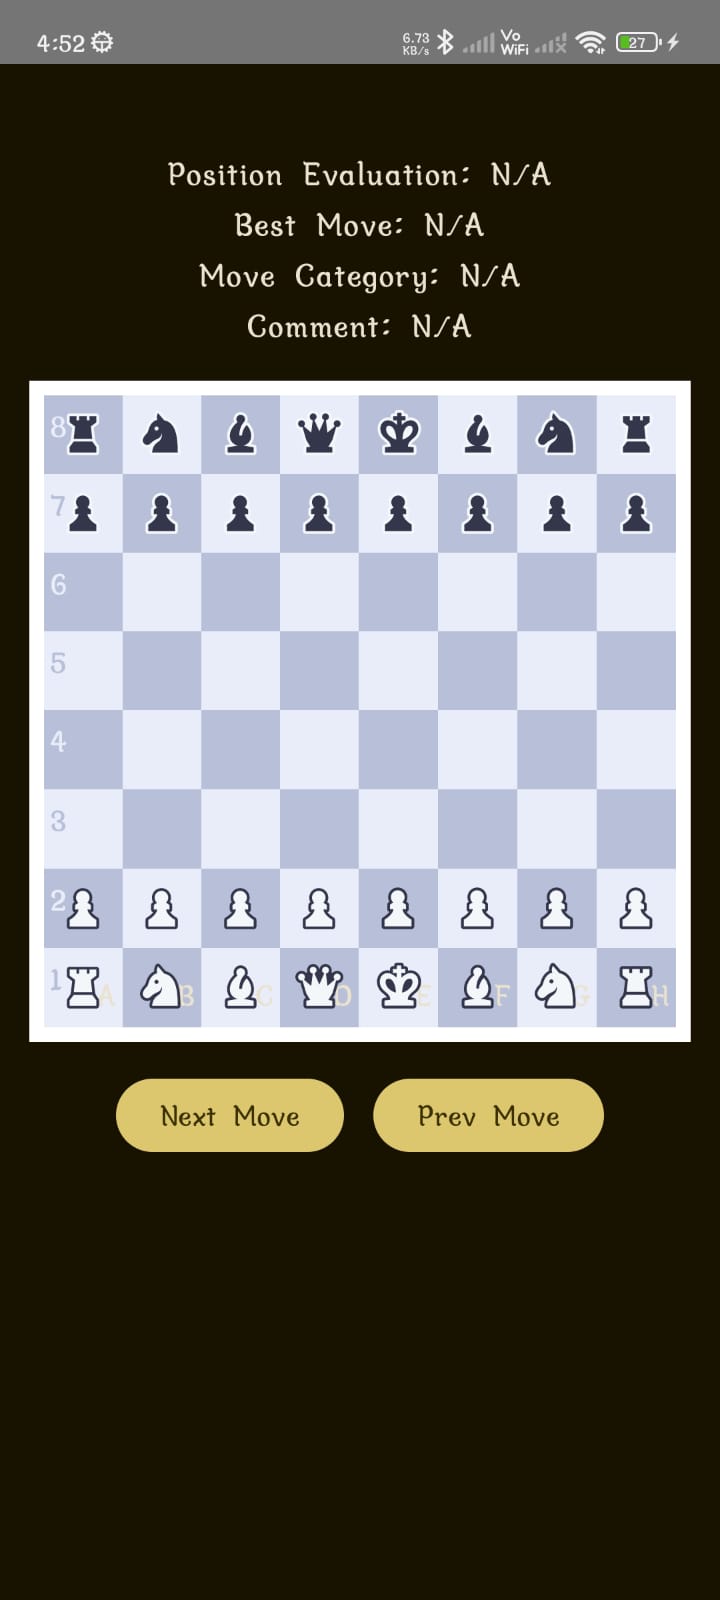 4:52
6.73 KB/s
Vo WiFi
27
Position Evaluation: N/A
Best Move: N/A
Move Category: N/A
Comment: N/A
8
7
6
5
4
3
2
1
A B C D E F G H
Next Move Prev Move